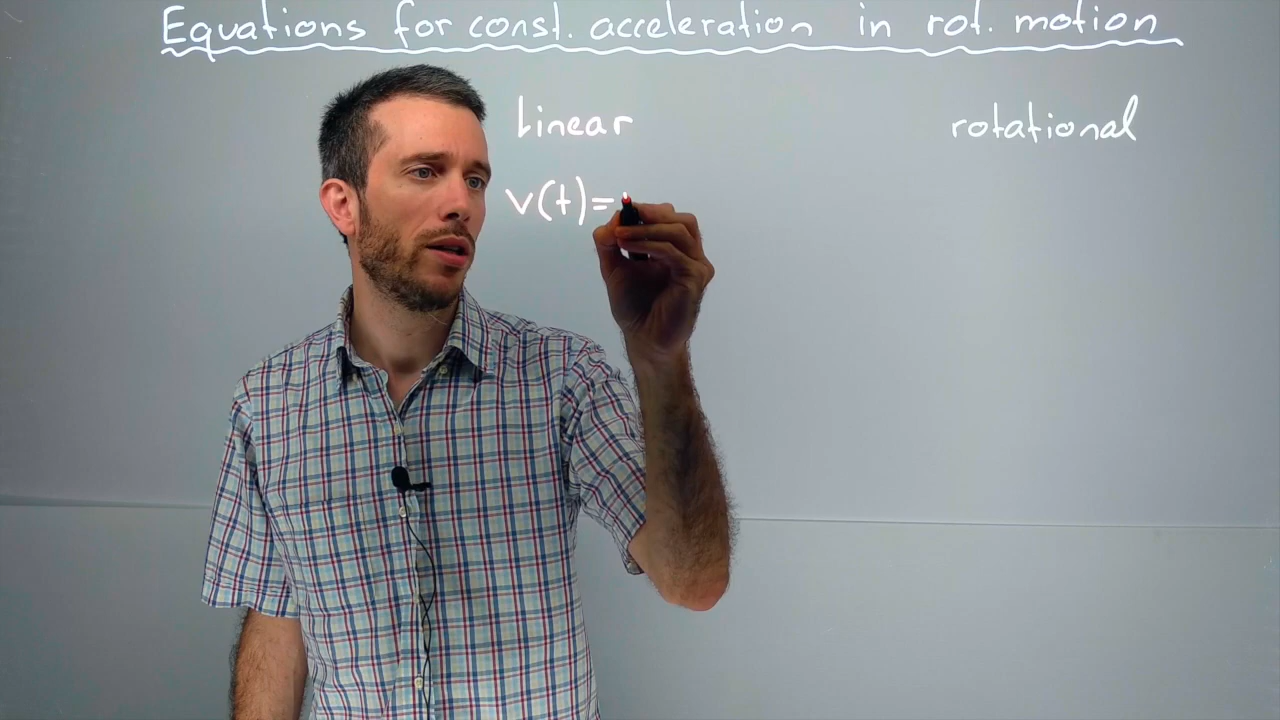 Equations for const. acceleration in rot. motion
linear
rotational
v(t)=